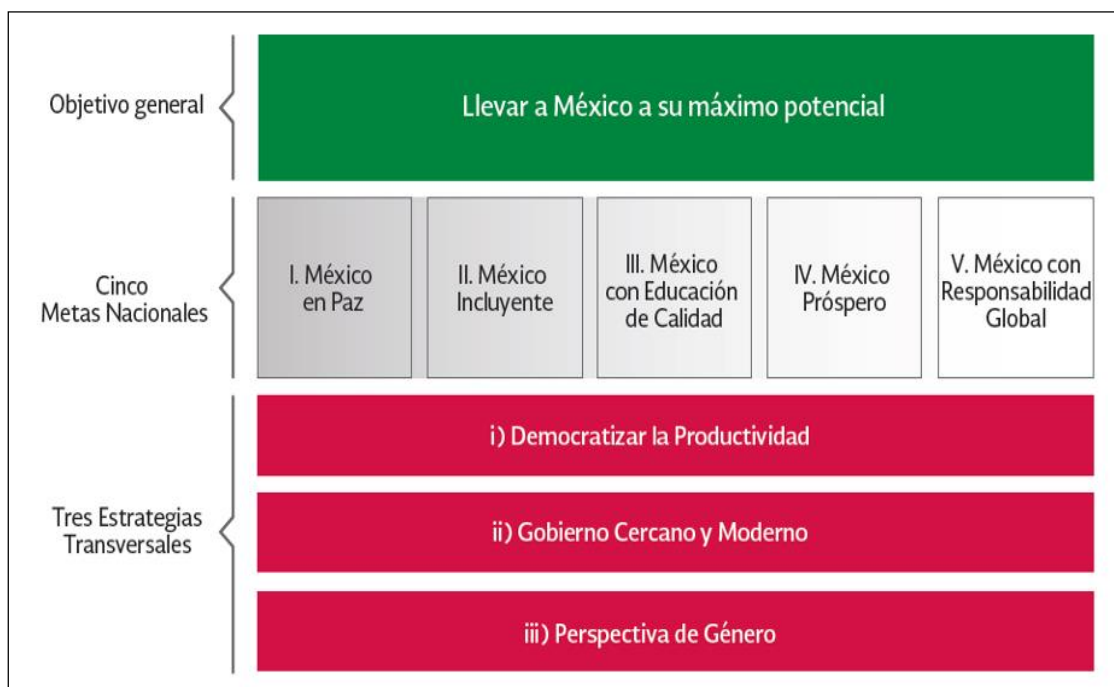 Objetivo general
Llevar a México a su máximo potencial
Cinco
Metas Nacionales
I. México
en Paz
II. México
Incluyente
III. México
con Educación
de Calidad
IV. México
Próspero
V. México con
Responsabilidad
Global
Tres Estrategias
Transversales
i) Democratizar la Productividad
ii) Gobierno Cercano y Moderno
iii) Perspectiva de Género